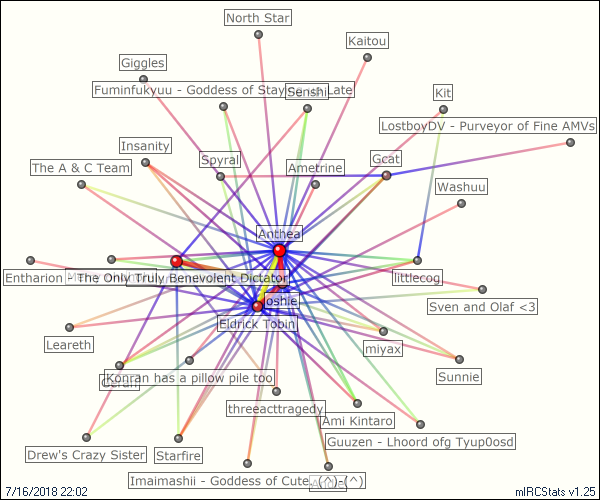 North Star
Kaitou
Giggles
Fuminfukyuu - Goddess of Staying up Late
Senshi
Kit
LostboyDV - Purveyor of Fine AMVs
Insanity
Spyral
Gcat
The A & C Team
Ametrine
Washuu
Anthea
Entharion - The Only Truly Benevolent Dictator
littlecog
Joshie
Sven and Olaf <3
Eldrick Tobin
Leareth
miyax
Konran has a pillow pile too
Sunnie
threeacttragedy
Ami Kintaro
Guuzen - Lhoord ofg Tyup0osd
Drew's Crazy Sister
Starfire
Imaimashii - Goddess of Cute (^)-(^)
7/16/2018 22:02
mIRCStats v1.25